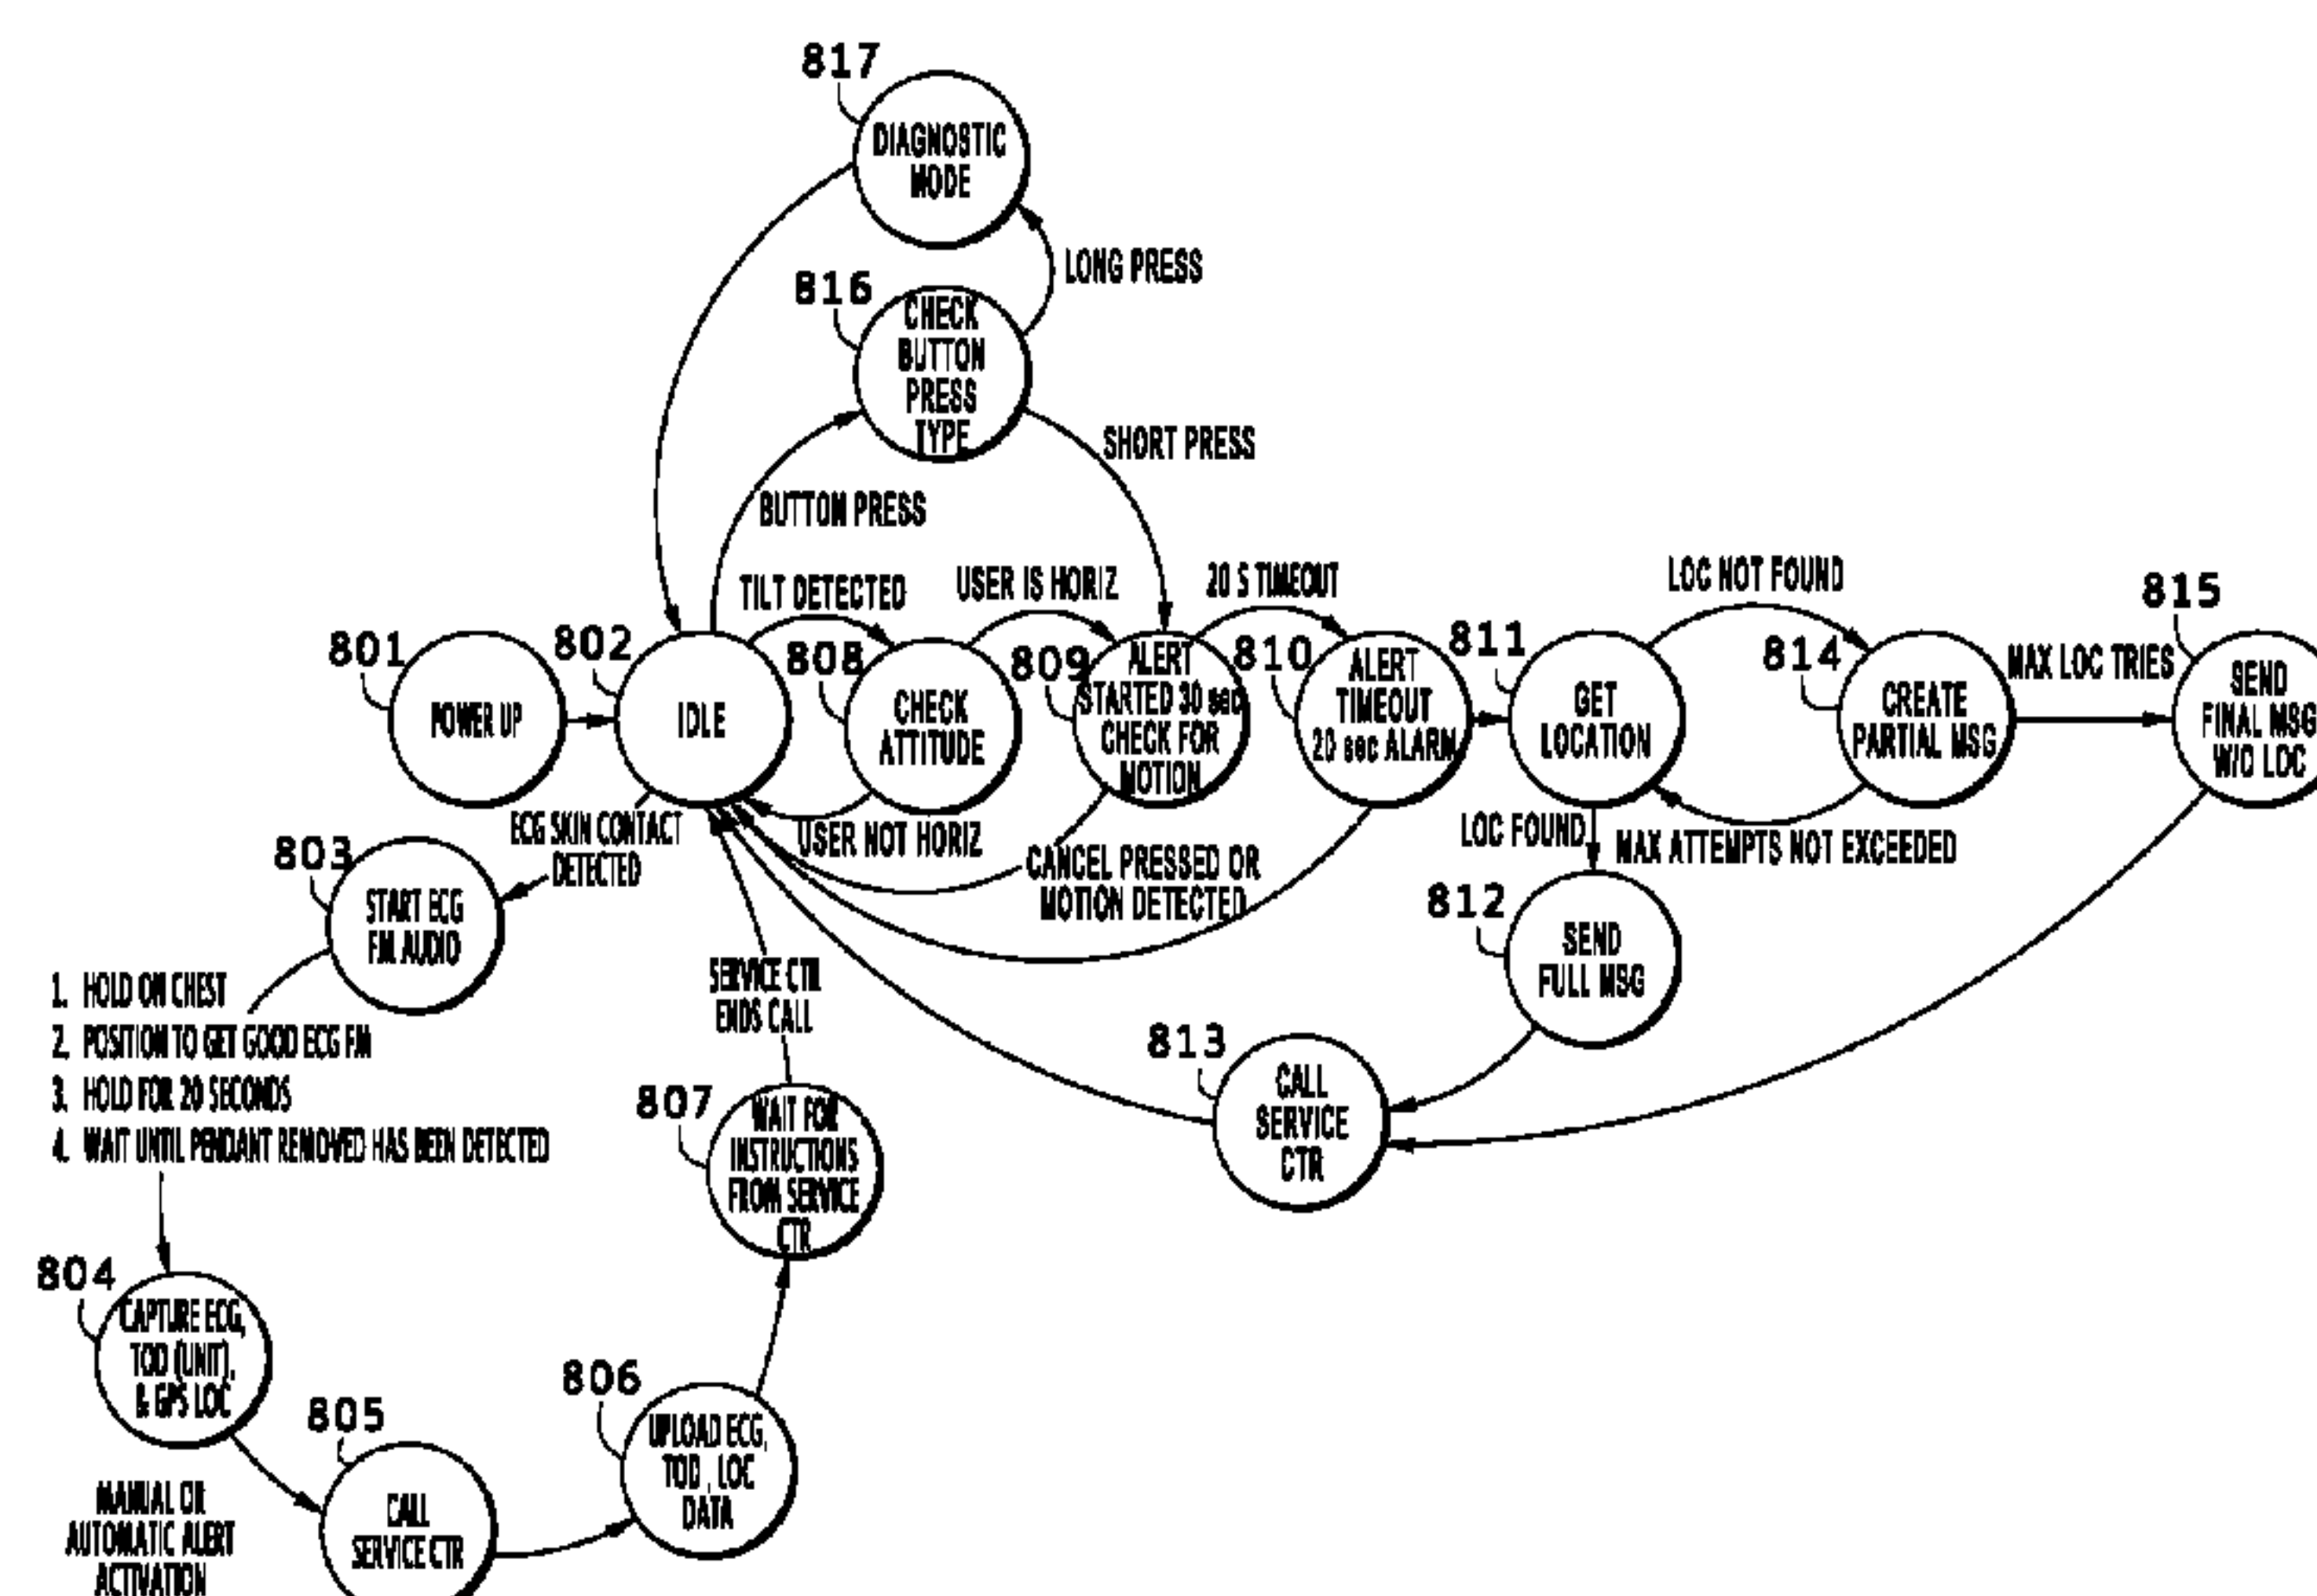 817
DIAGNOSTIC
MODE
LONG PRESS
816
CHECK
BUTTON
PRESS
TYPE
SHORT PRESS
BUTTON PRESS
TILT DETECTED
USER IS HORIZ
20 S TIMEOUT
LOC NOT FOUND
801
POWER UP
802
IDLE
808
CHECK
ATTITUDE
809
ALERT
STARTED 30 sec
CHECK FOR
MOTION
810
ALERT
TIMEOUT
20 sec ALARM
811
GET
LOCATION
814
CREATE
PARTIAL MSG
MAX LOC TRIES
815
SEND
FINAL MSG
W/O LOC
ECG SKIN CONTACT
DETECTED
USER NOT HORIZ
CANCEL PRESSED OR
MOTION DETECTED
LOC FOUND
MAX ATTEMPTS NOT EXCEEDED
803
START ECG
FM AUDIO
812
SEND
FULL MSG
SERVICE CTR
ENDS CALL
1. HOLD ON CHEST
2. POSITION TO GET GOOD ECG FM
3. HOLD FOR 20 SECONDS
4. WAIT UNTIL PENDANT REMOVED HAS BEEN DETECTED
813
CALL
SERVICE
CTR
807
WAIT FOR
INSTRUCTIONS
FROM SERVICE
CTR
804
CAPTURE ECG,
TOD (UNIT),
& GPS LOC
805
CALL
SERVICE CTR
806
UPLOAD ECG,
TOD, LOC
DATA
MANUAL OR
AUTOMATIC ALERT
ACTIVATION